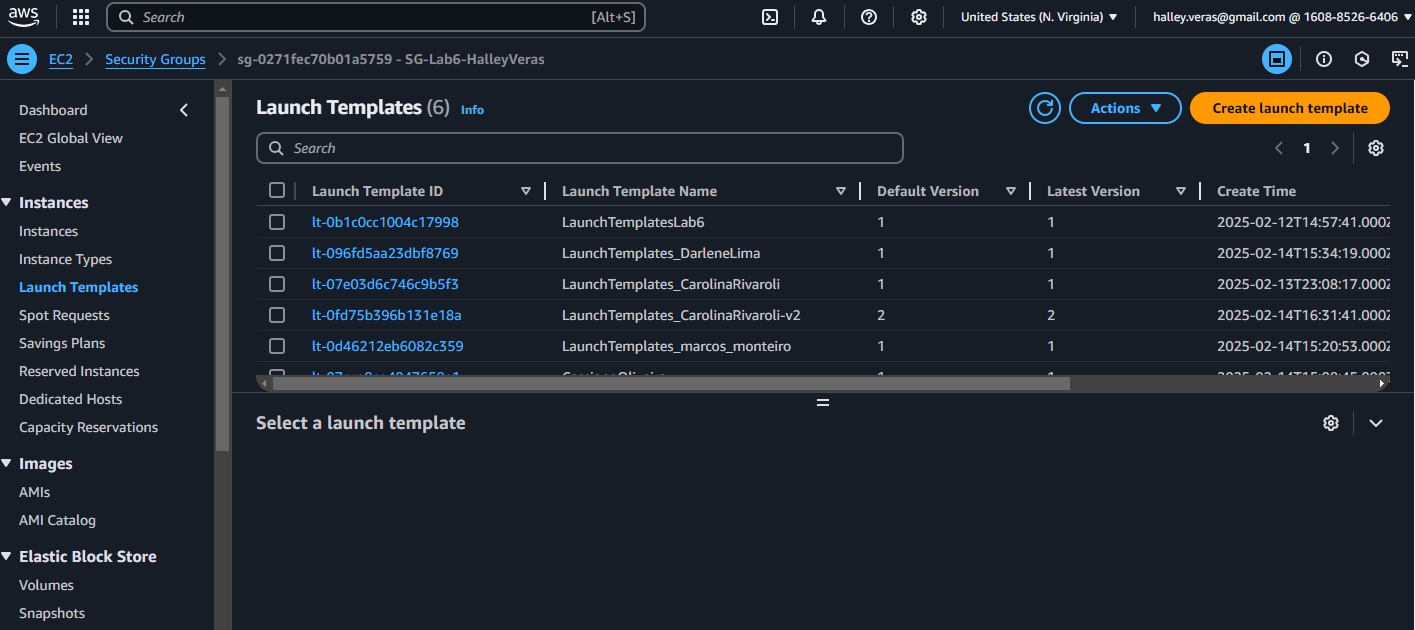 aws
Search [Alt+S] United States (N. Virginia) halley.veras@gmail.com @ 1608-8526-6406
EC2 Security Groups sg-0271fec70b01a5759 - SG-Lab6-HalleyVeras
Dashboard
EC2 Global View
Events
Instances
Instances
Instance Types
Launch Templates
Spot Requests
Savings Plans
Reserved Instances
Dedicated Hosts
Capacity Reservations
Images
AMIs
AMI Catalog
Elastic Block Store
Volumes
Snapshots
Launch Templates (6) Info
Actions
Create launch template
Search
1
Launch Template ID Launch Template Name Default Version Latest Version Create Time
lt-0b1c0cc1004c17998 LaunchTemplatesLab6 1 1 2025-02-12T14:57:41.000Z
lt-096fd5aa23dbf8769 LaunchTemplates_DarleneLima 1 1 2025-02-14T15:34:19.000Z
lt-07e03d6c746c9b5f3 LaunchTemplates_CarolinaRivaroli 1 1 2025-02-13T23:08:17.000Z
lt-0fd75b396b131e18a LaunchTemplates_CarolinaRivaroli-v2 2 2 2025-02-14T16:31:41.000Z
lt-0d46212eb6082c359 LaunchTemplates_marcos_monteiro 1 1 2025-02-14T15:20:53.000Z
Select a launch template